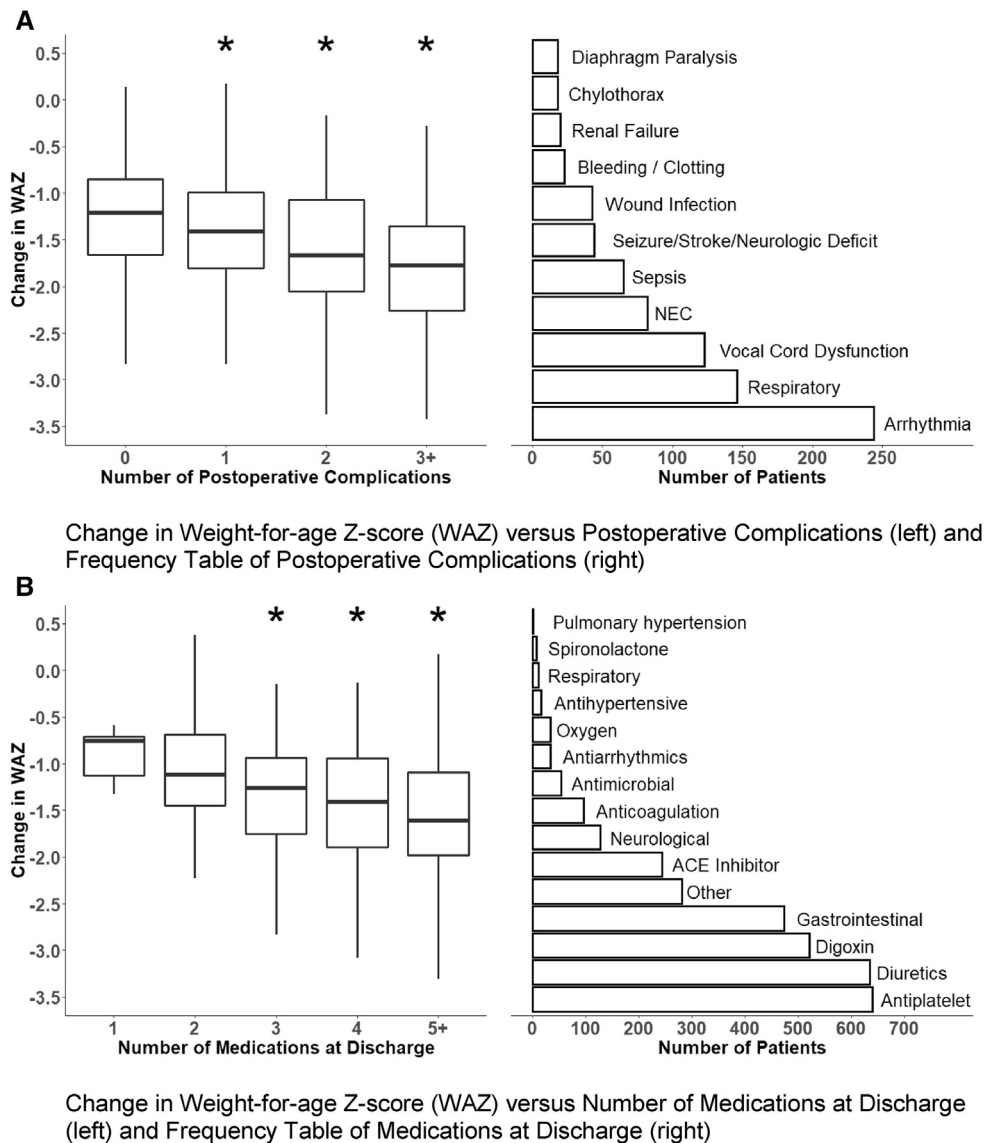 A
Change in WAZ
0.5
0.0
-0.5
-1.0
-1.5
-2.0
-2.5
-3.0
-3.5
* * *
0 1 2 3+
Number of Postoperative Complications
Diaphragm Paralysis
Chylothorax
Renal Failure
Bleeding / Clotting
Wound Infection
Seizure/Stroke/Neurologic Deficit
Sepsis
NEC
Vocal Cord Dysfunction
Respiratory
Arrhythmia
0 50 100 150 200 250
Number of Patients
Change in Weight-for-age Z-score (WAZ) versus Postoperative Complications (left) and
Frequency Table of Postoperative Complications (right)
B
Change in WAZ
0.5
0.0
-0.5
-1.0
-1.5
-2.0
-2.5
-3.0
-3.5
* * *
1 2 3 4 5+
Number of Medications at Discharge
Pulmonary hypertension
Spironolactone
Respiratory
Antihypertensive
Oxygen
Antiarrhythmics
Antimicrobial
Anticoagulation
Neurological
ACE Inhibitor
Other
Gastrointestinal
Digoxin
Diuretics
Antiplatelet
0 100 200 300 400 500 600 700
Number of Patients
Change in Weight-for-age Z-score (WAZ) versus Number of Medications at Discharge
(left) and Frequency Table of Medications at Discharge (right)